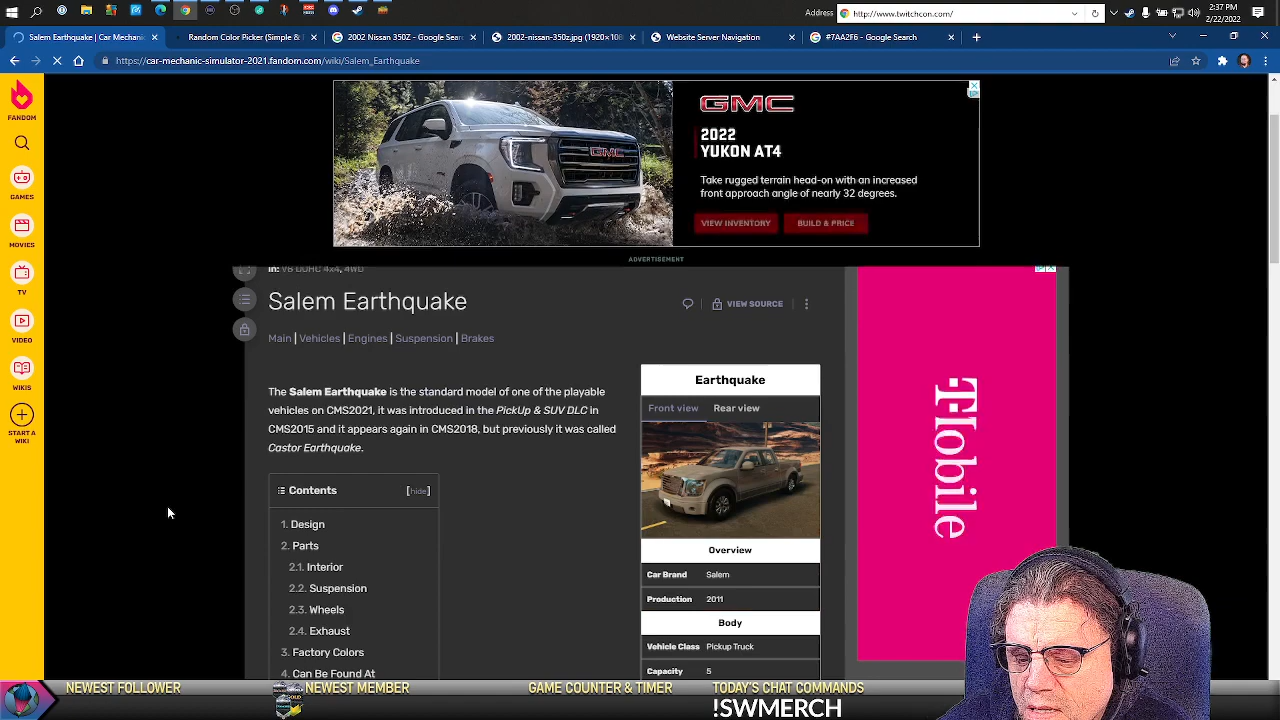 Address
http://www.twitchcon.com/
2:37 PM
2/22/2022
Salem Earthquake | Car Mechanic
Random Color Picker (Simple &
2002 Nissan 350Z - Google Sear
2002-nissan-350z.jpg (1920×108
Reverse Navigation
#7AA2F6 - Google
https://car-mechanic-simulator-2021.fandom.com/wiki/Salem_Earthquake
FANDOM
GAMES
MOVIES
TV
VIDEO
WIKIS
START A
WIKI
GMC
2022
YUKON AT4
Take rugged terrain head-on with an increased
front approach angle of nearly 32 degrees.
VIEW INVENTORY
BUILD & PRICE
GMC
ADVERTISEMENT
in: V8 DOHC 4x4, 4WD
Salem Earthquake
VIEW SOURCE
Main | Vehicles | Engines | Suspension | Brakes
The Salem Earthquake is the standard model of one of the playable
vehicles on CMS2021, it was introduced in the PickUp & SUV DLC in
CMS2015 and it appears again in CMS2018, but previously it was called
Castor Earthquake.
Contents [hide]
1. Design
2. Parts
2.1. Interior
2.2. Suspension
2.3. Wheels
2.4. Exhaust
3. Factory Colors
4. Can Be Found At
Earthquake
Front view
Rear view
Overview
Car Brand Salem
Production 2011
Body
Vehicle Class Pickup Truck
Capacity 5
T Mobile
NEWEST FOLLOWER
NEWEST MEMBER
GAME COUNTER & TIMER
TODAY'S CHAT COMMANDS
!SWMERCH